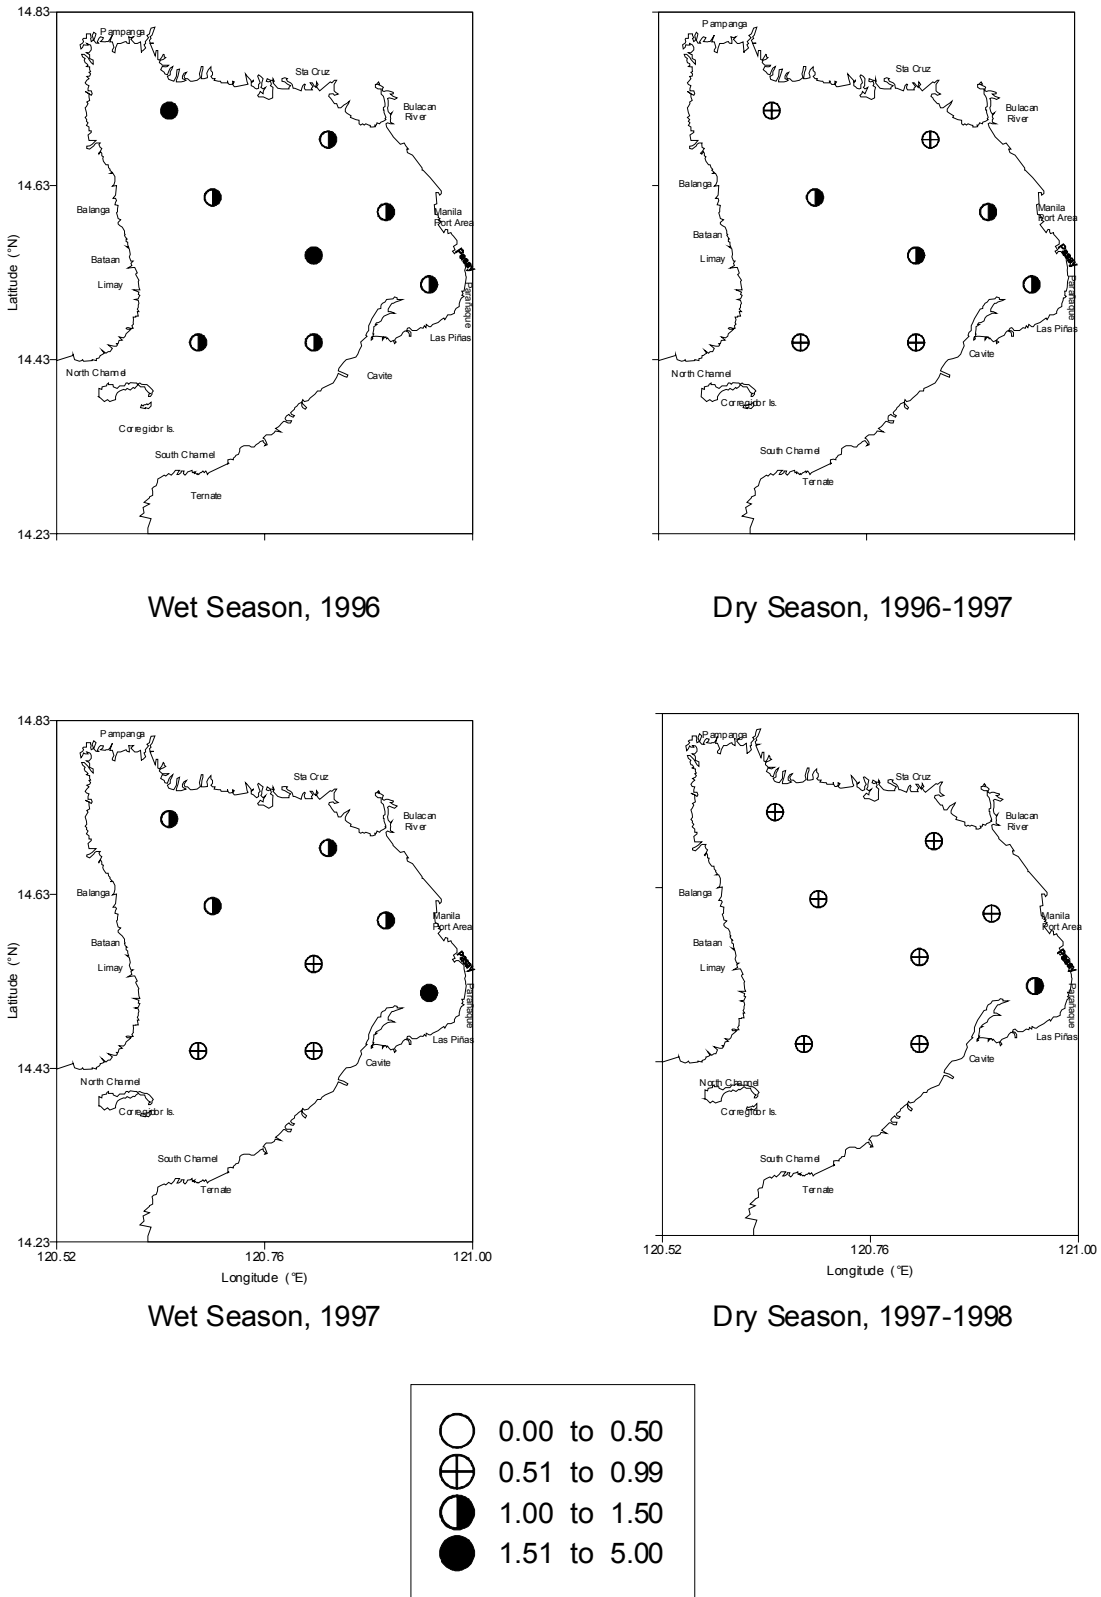 14.83
Pampanga
Sta Cruz
Bulacan
River
14.63
Balanga
Manila
Port Area
Latitude (°N)
Bataan
Limay
Pasay
Parañaque
Las Piñas
14.43
North Channel
Cavite
Corregidor Is.
South Channel
Ternate
14.23
Wet Season, 1996
Pampanga
Sta Cruz
Bulacan
River
Balanga
Manila
Port Area
Bataan
Limay
Pasay
Parañaque
Las Piñas
Cavite
North Channel
Corregidor Is.
South Channel
Ternate
Dry Season, 1996-1997
14.83
Pampanga
Sta Cruz
Bulacan
River
14.63
Balanga
Manila
Port Area
Latitude (°N)
Bataan
Limay
Pasay
Parañaque
Las Piñas
14.43
Cavite
North Channel
Corregidor Is.
South Channel
Ternate
14.23
120.52
120.76
121.00
Longitude (°E)
Wet Season, 1997
Pampanga
Sta Cruz
Bulacan
River
Balanga
Manila
Port Area
Bataan
Limay
Pasay
Parañaque
Las Piñas
Cavite
North Channel
Corregidor Is.
South Channel
Ternate
120.52
120.76
121.00
Longitude (°E)
Dry Season, 1997-1998
0.00 to 0.50
0.51 to 0.99
1.00 to 1.50
1.51 to 5.00